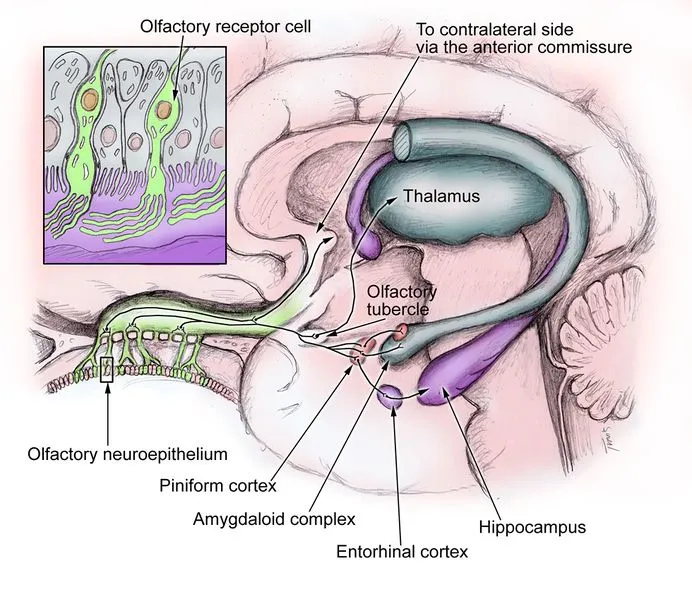 Olfactory receptor cell
To contralateral side
via the anterior commissure
Thalamus
Olfactory
tubercle
Olfactory neuroepithelium
Piniform cortex
Amygdaloid complex
Hippocampus
Entorhinal cortex